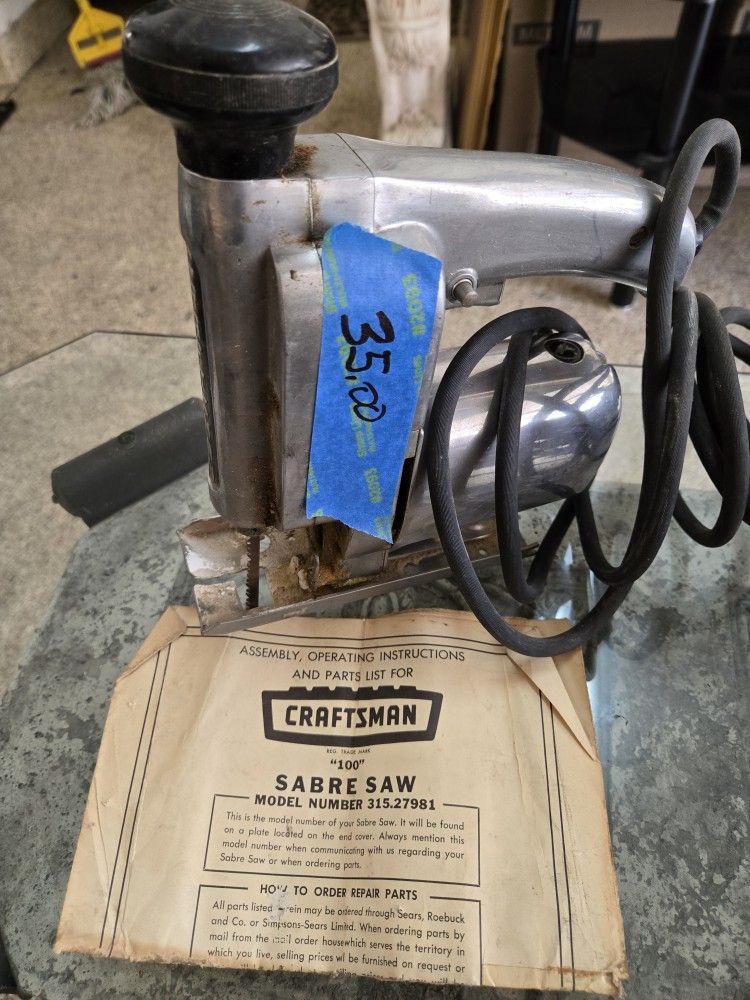 35.00
ASSEMBLY, OPERATING INSTRUCTIONS
AND PARTS LIST FOR
CRAFTSMAN
REG. TRADE MARK
"100"
SABRE SAW
MODEL NUMBER 315.27981
This is the model number of your Sabre Saw. It will be found
on a plate located on the end cover. Always mention this
model number when communicating with us regarding your
Sabre Saw or when ordering parts.
HOW TO ORDER REPAIR PARTS
All parts listed may be ordered through Sears, Roebuck
and Co. or Simpsons-Sears Limited. When ordering parts by
mail from the mail order house which serves the territory in
which you live, selling prices will be furnished on request or